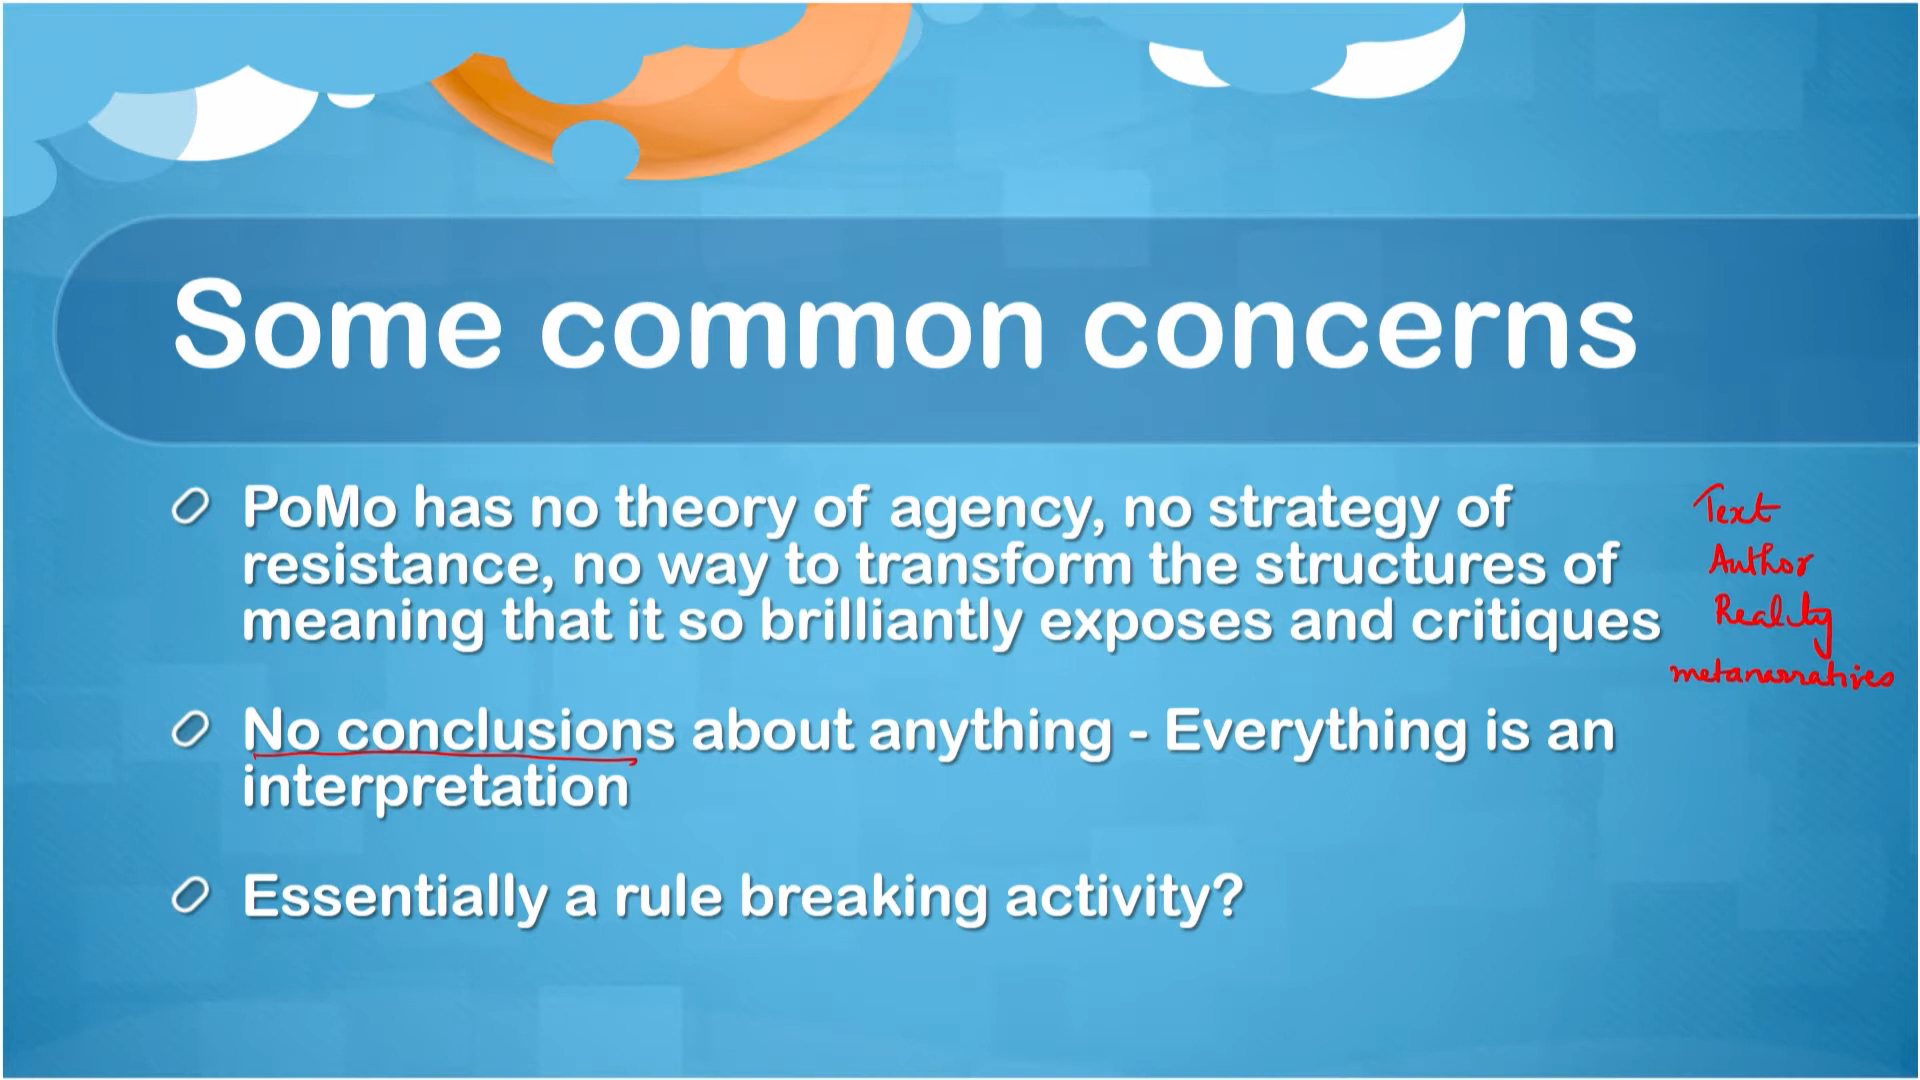 Some common concerns
PoMo has no theory of agency, no strategy of
resistance, no way to transform the structures of
meaning that it so brilliantly exposes and critiques
No conclusions about anything - Everything is an
interpretation
Essentially a rule breaking activity?
Text
Author
Reality
metanarratives